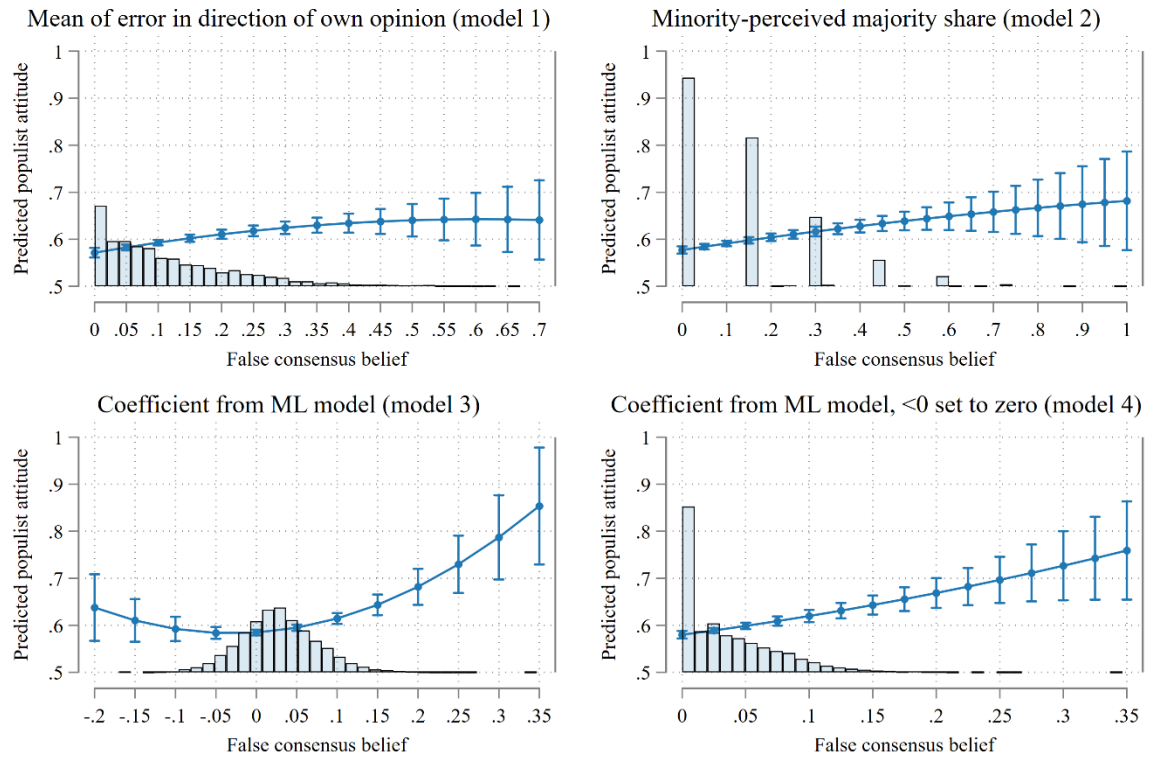 Mean of error in direction of own opinion (model 1)
Predicted populist attitude
1
.9
.8
.7
.6
.5
0 .05 .1 .15 .2 .25 .3 .35 .4 .45 .5 .55 .6 .65 .7
False consensus belief
Minority-perceived majority share (model 2)
Predicted populist attitude
1
.9
.8
.7
.6
.5
0 .1 .2 .3 .4 .5 .6 .7 .8 .9 1
False consensus belief
Coefficient from ML model (model 3)
Predicted populist attitude
1
.9
.8
.7
.6
.5
-.2 -.15 -.1 -.05 0 .05 .1 .15 .2 .25 .3 .35
False consensus belief
Coefficient from ML model, <0 set to zero (model 4)
Predicted populist attitude
1
.9
.8
.7
.6
.5
0 .05 .1 .15 .2 .25 .3 .35
False consensus belief